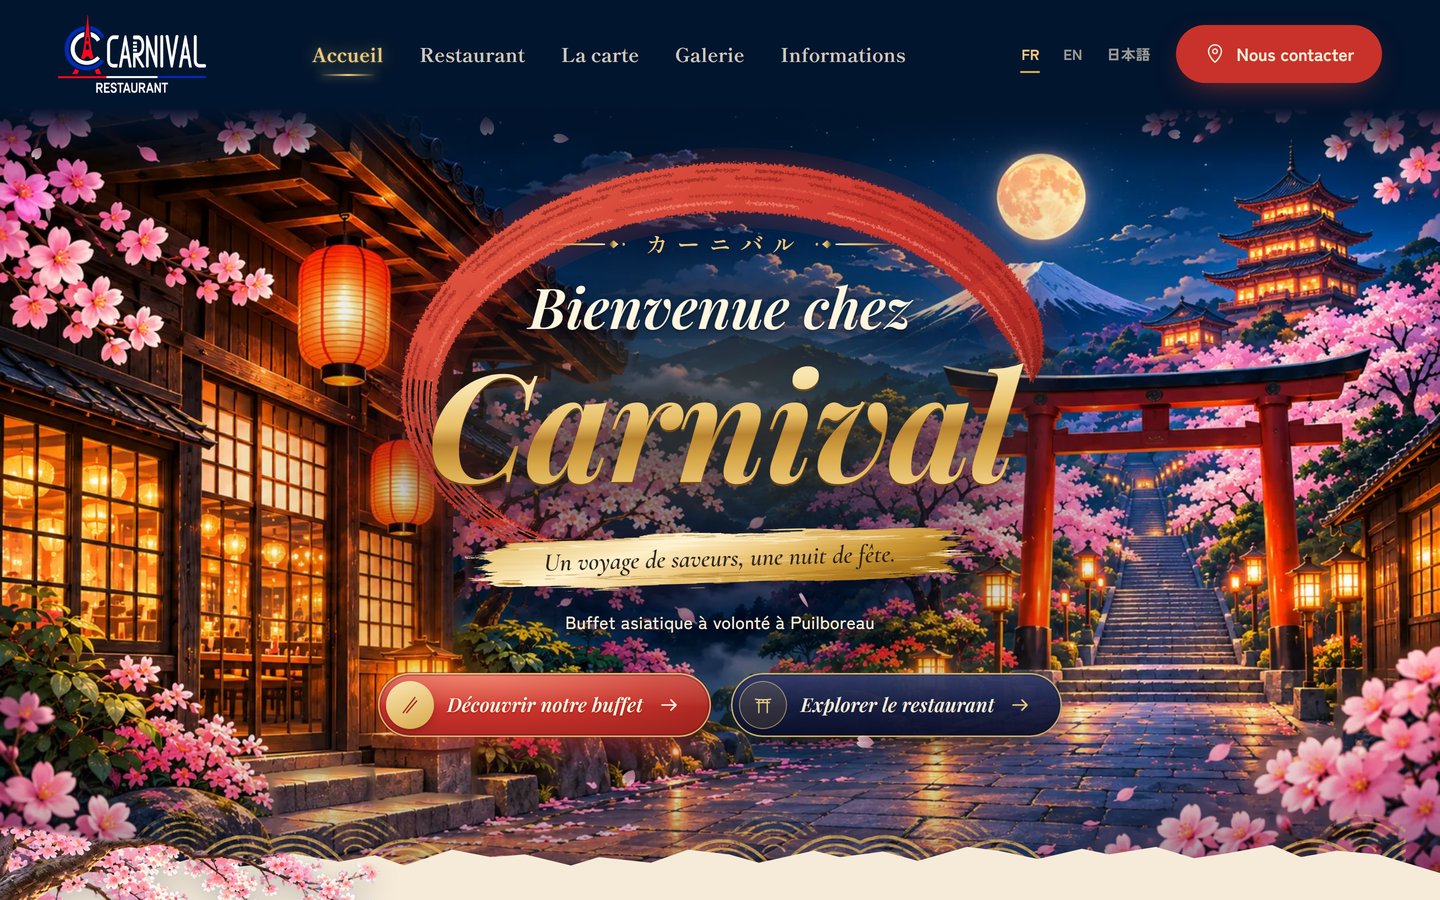 CARNIVAL
RESTAURANT
Accueil
Restaurant
La carte
Galerie
Informations
FR
EN
日本語
Nous contacter
カーニバル
Bienvenue chez
Carnival
Un voyage de saveurs, une nuit de fête.
Buffet asiatique à volonté à Puilboreau
Découvrir notre buffet →
Explorer le restaurant →